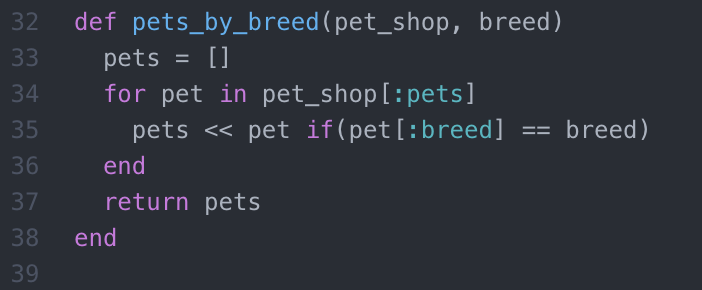 32 def pets_by_breed(pet_shop, breed)
33   pets = []
34   for pet in pet_shop[:pets]
35     pets << pet if(pet[:breed] == breed)
36   end
37   return pets
38 end
39